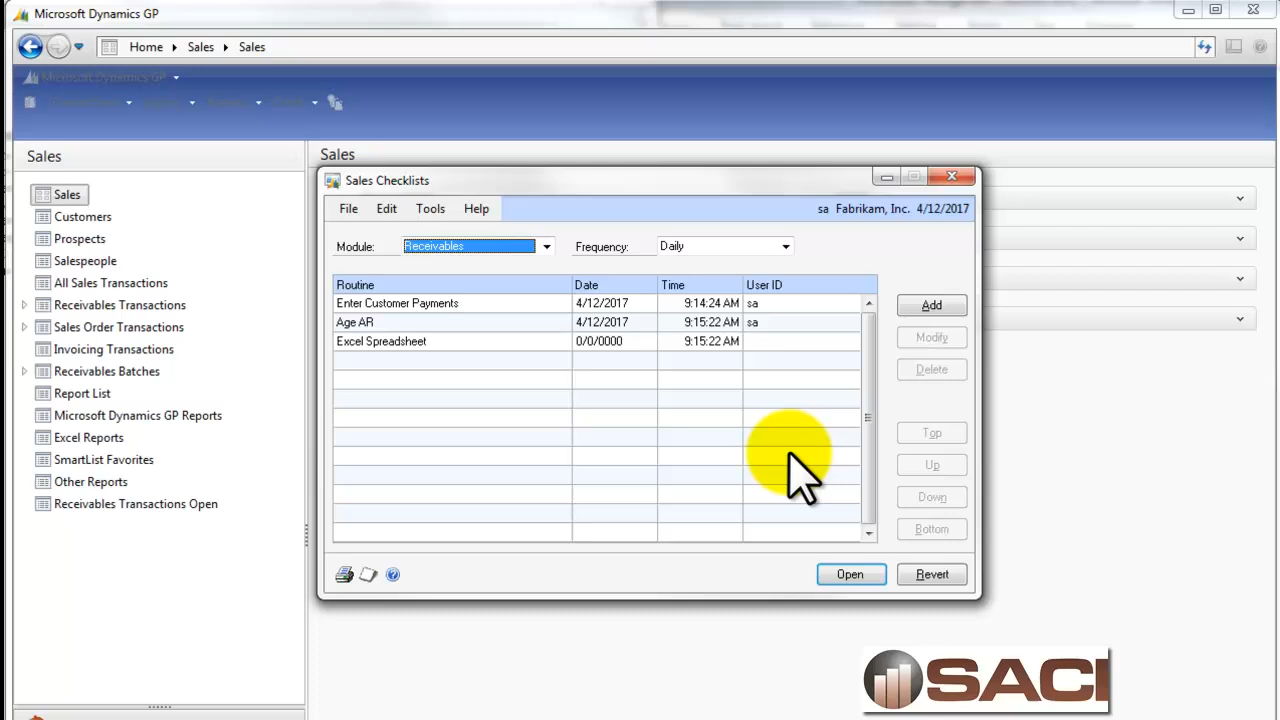 Microsoft Dynamics GP
Home Sales Sales
Microsoft Dynamics GP
Sales
Sales
Customers
Prospects
Salespeople
All Sales Transactions
Receivables Transactions
Sales Order Transactions
Invoicing Transactions
Receivables Batches
Report List
Microsoft Dynamics GP Reports
Excel Reports
SmartList Favorites
Other Reports
Receivables Transactions Open
Sales
Sales Checklists
File Edit Tools Help sa Fabrikam, Inc. 4/12/2017
Module: Receivables Frequency: Daily
Routine Date Time User ID
Enter Customer Payments 4/12/2017 9:14:24 AM sa
Age AR 4/12/2017 9:15:22 AM sa
Excel Spreadsheet 0/0/0000 9:15:22 AM
Add
Modify
Delete
Top
Up
Down
Bottom
Open Revert